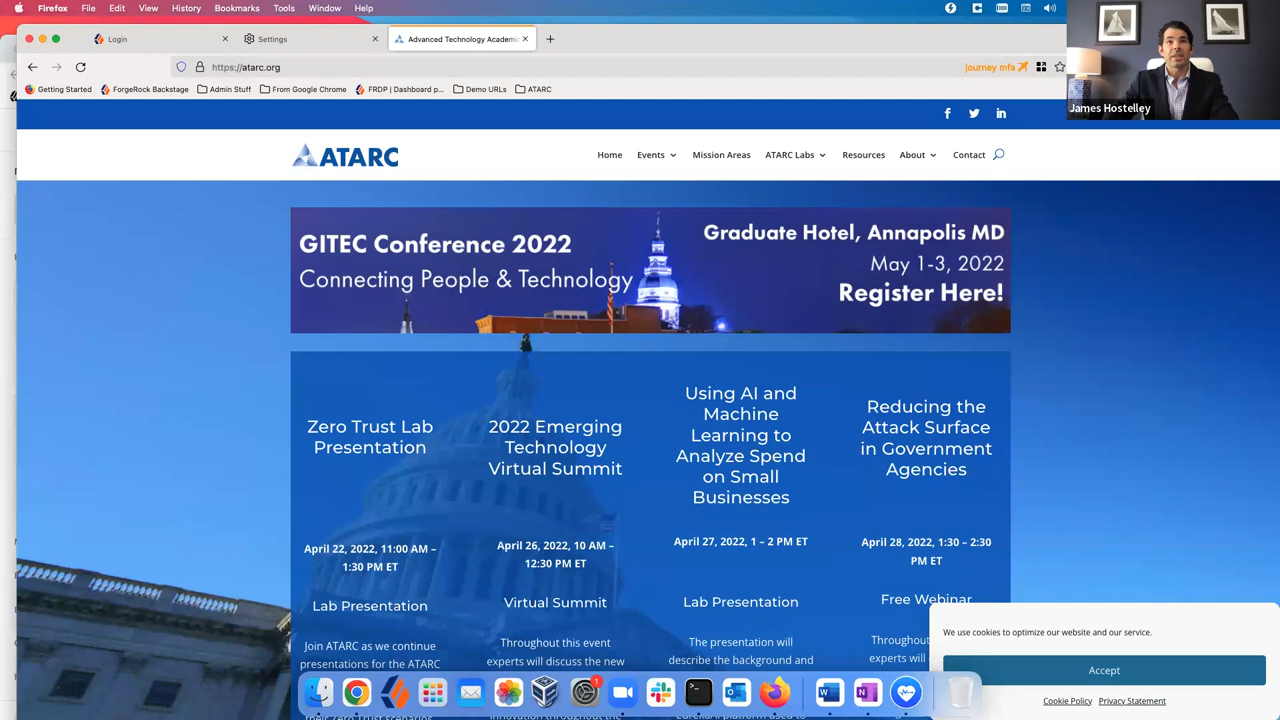 Firefox File Edit View History Bookmarks Tools Window Help
Login
Settings
Advanced Technology Academic
https://atarc.org
Journey mfa
Getting Started
ForgeRock Backstage
Admin Stuff
From Google Chrome
FRDP | Dashboard p...
Demo URLs
ATARC
James Hostelley
ATARC
Home
Events
Mission Areas
ATARC Labs
Resources
About
Contact
GITEC Conference 2022
Connecting People & Technology
Graduate Hotel, Annapolis MD
May 1-3, 2022
Register Here!
Zero Trust Lab
Presentation
April 22, 2022, 11:00 AM –
1:30 PM ET
Lab Presentation
Join ATARC as we continue
presentations for the ATARC
2022 Emerging
Technology
Virtual Summit
April 26, 2022, 10 AM –
12:30 PM ET
Virtual Summit
Throughout this event
experts will discuss the new
Using AI and
Machine
Learning to
Analyze Spend
on Small
Businesses
April 27, 2022, 1 – 2 PM ET
Lab Presentation
The presentation will
describe the background and
Reducing the
Attack Surface
in Government
Agencies
April 28, 2022, 1:30 – 2:30
PM ET
Free Webinar
Throughout
experts will
We use cookies to optimize our website and our service.
Accept
Cookie Policy
Privacy Statement
1